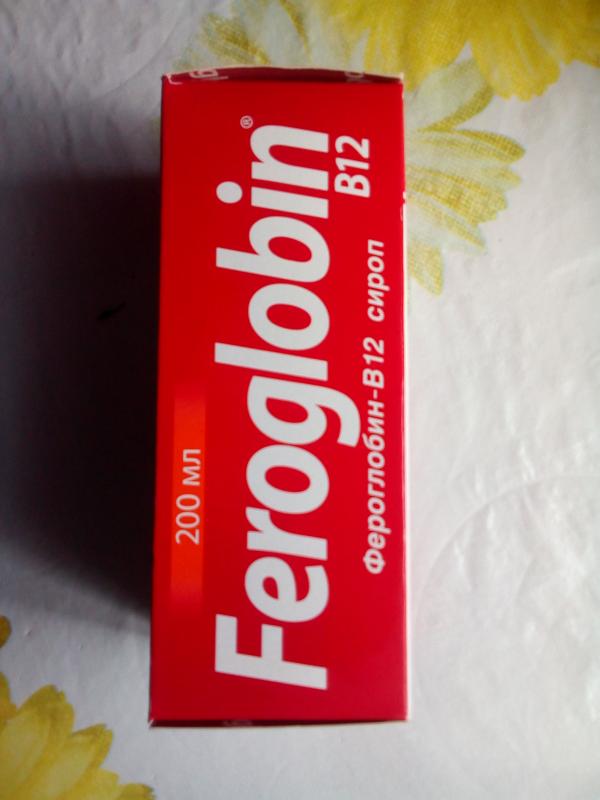 200 мл
Feroglobin®
B12
Фероглобин-B12 сироп